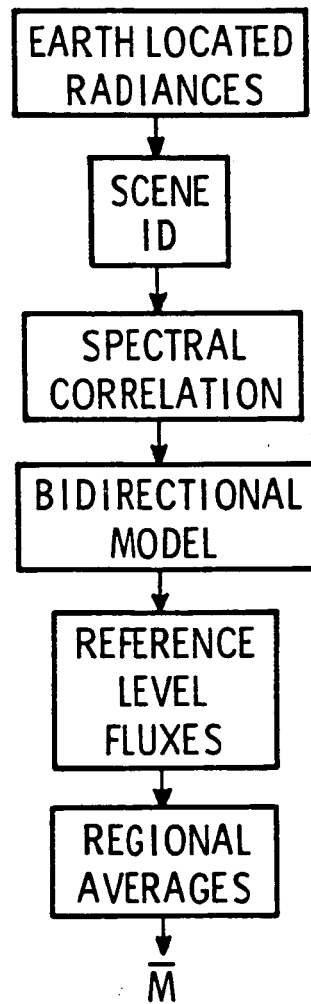 EARTH LOCATED
RADIANCES
SCENE
ID
SPECTRAL
CORRELATION
BIDIRECTIONAL
MODEL
REFERENCE
LEVEL
FLUXES
REGIONAL
AVERAGES
M̅